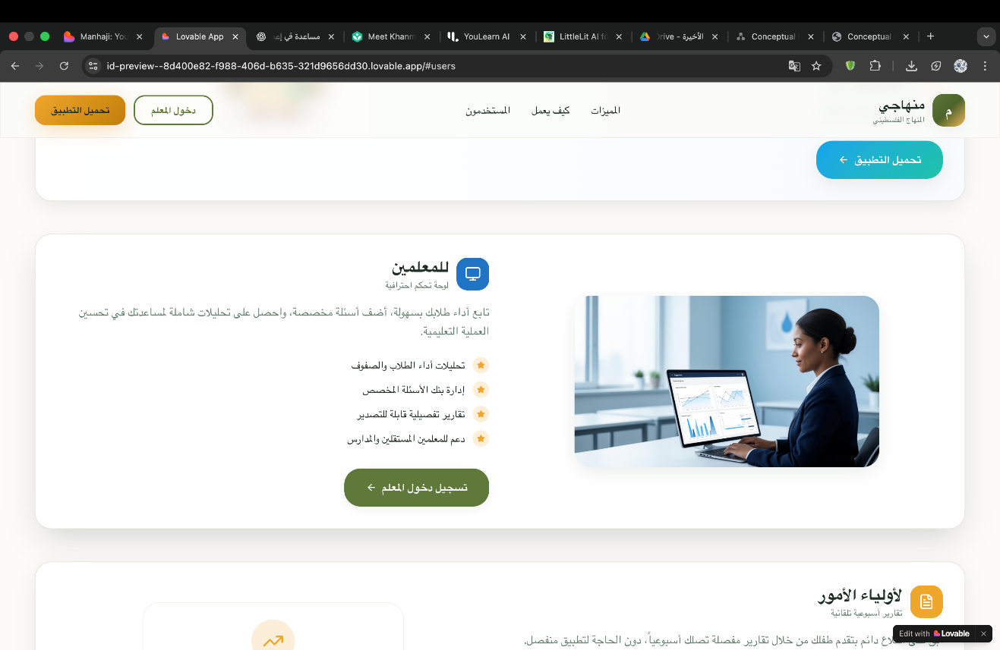 Manhaji: You
Lovable App
مساعدة في إعد
Meet Khanm
YouLearn AI
LittleLit AI fo
الأخيرة - Drive
Conceptual
Conceptual
id-preview--8d400e82-f988-406d-b635-321d9656dd30.lovable.app/#users
م
منهاجي
المنهاج الفلسطيني
المميزات
كيف يعمل
المستخدمون
دخول المعلم
تحميل التطبيق
تحميل التطبيق ←
للمعلمين
لوحة تحكم احترافية
تابع أداء طلابك بسهولة، أضف أسئلة مخصصة، واحصل على تحليلات شاملة لمساعدتك في تحسين
العملية التعليمية.
تحليلات أداء الطلاب والصفوف
إدارة بنك الأسئلة المخصص
تقارير تفصيلية قابلة للتصدير
دعم للمعلمين المستقلين والمدارس
تسجيل دخول المعلم ←
لأولياء الأمور
تقارير أسبوعية تلقائية
دائم بتقدم طفلك من خلال تقارير مفصلة تصلك أسبوعياً، دون الحاجة لتطبيق منفصل.
Edit with Lovable